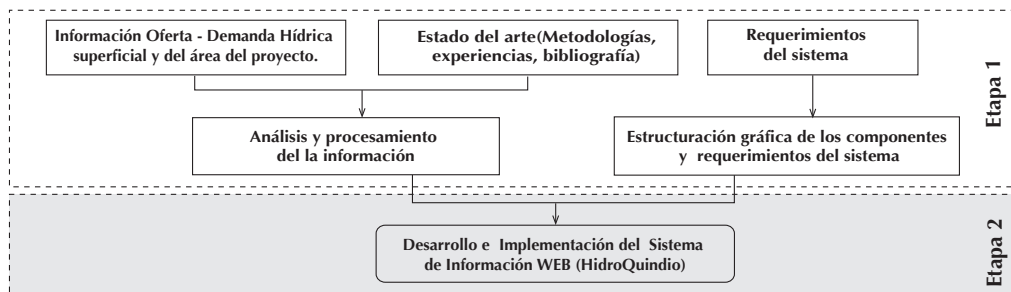 Información Oferta - Demanda Hídrica
superficial y del área del proyecto.
Estado del arte(Metodologías,
experiencias, bibliografía)
Requerimientos
del sistema
Etapa 1
Análisis y procesamiento
del la información
Estructuración gráfica de los componentes
y requerimientos del sistema
Desarrollo e Implementación del Sistema
de Información WEB (HidroQuindio)
Etapa 2